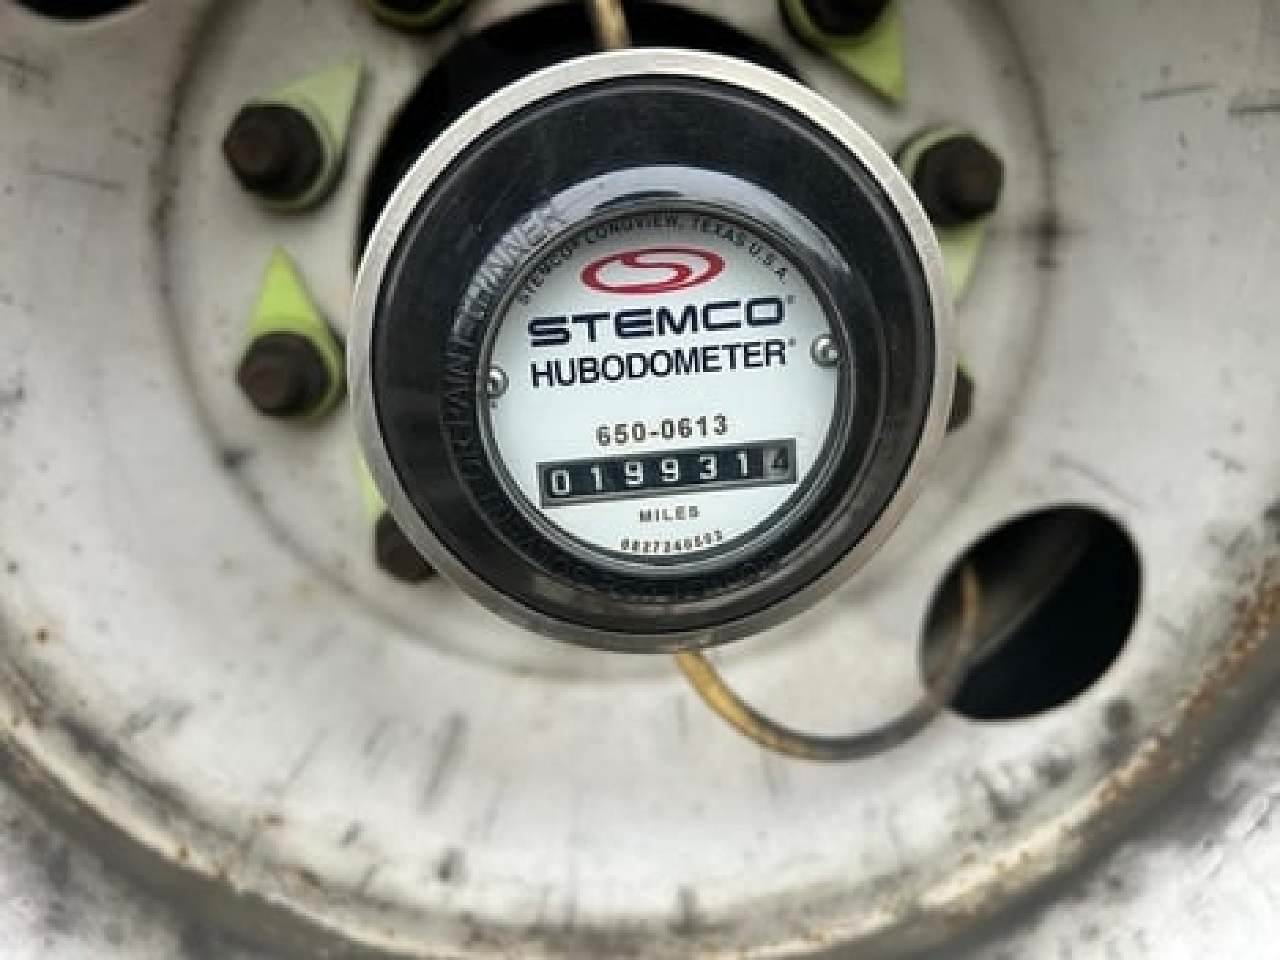 STEMCO® LONGVIEW, TEXAS U.S.A.
STEMCO®
HUBODOMETER®
650-0613
0199314
MILES